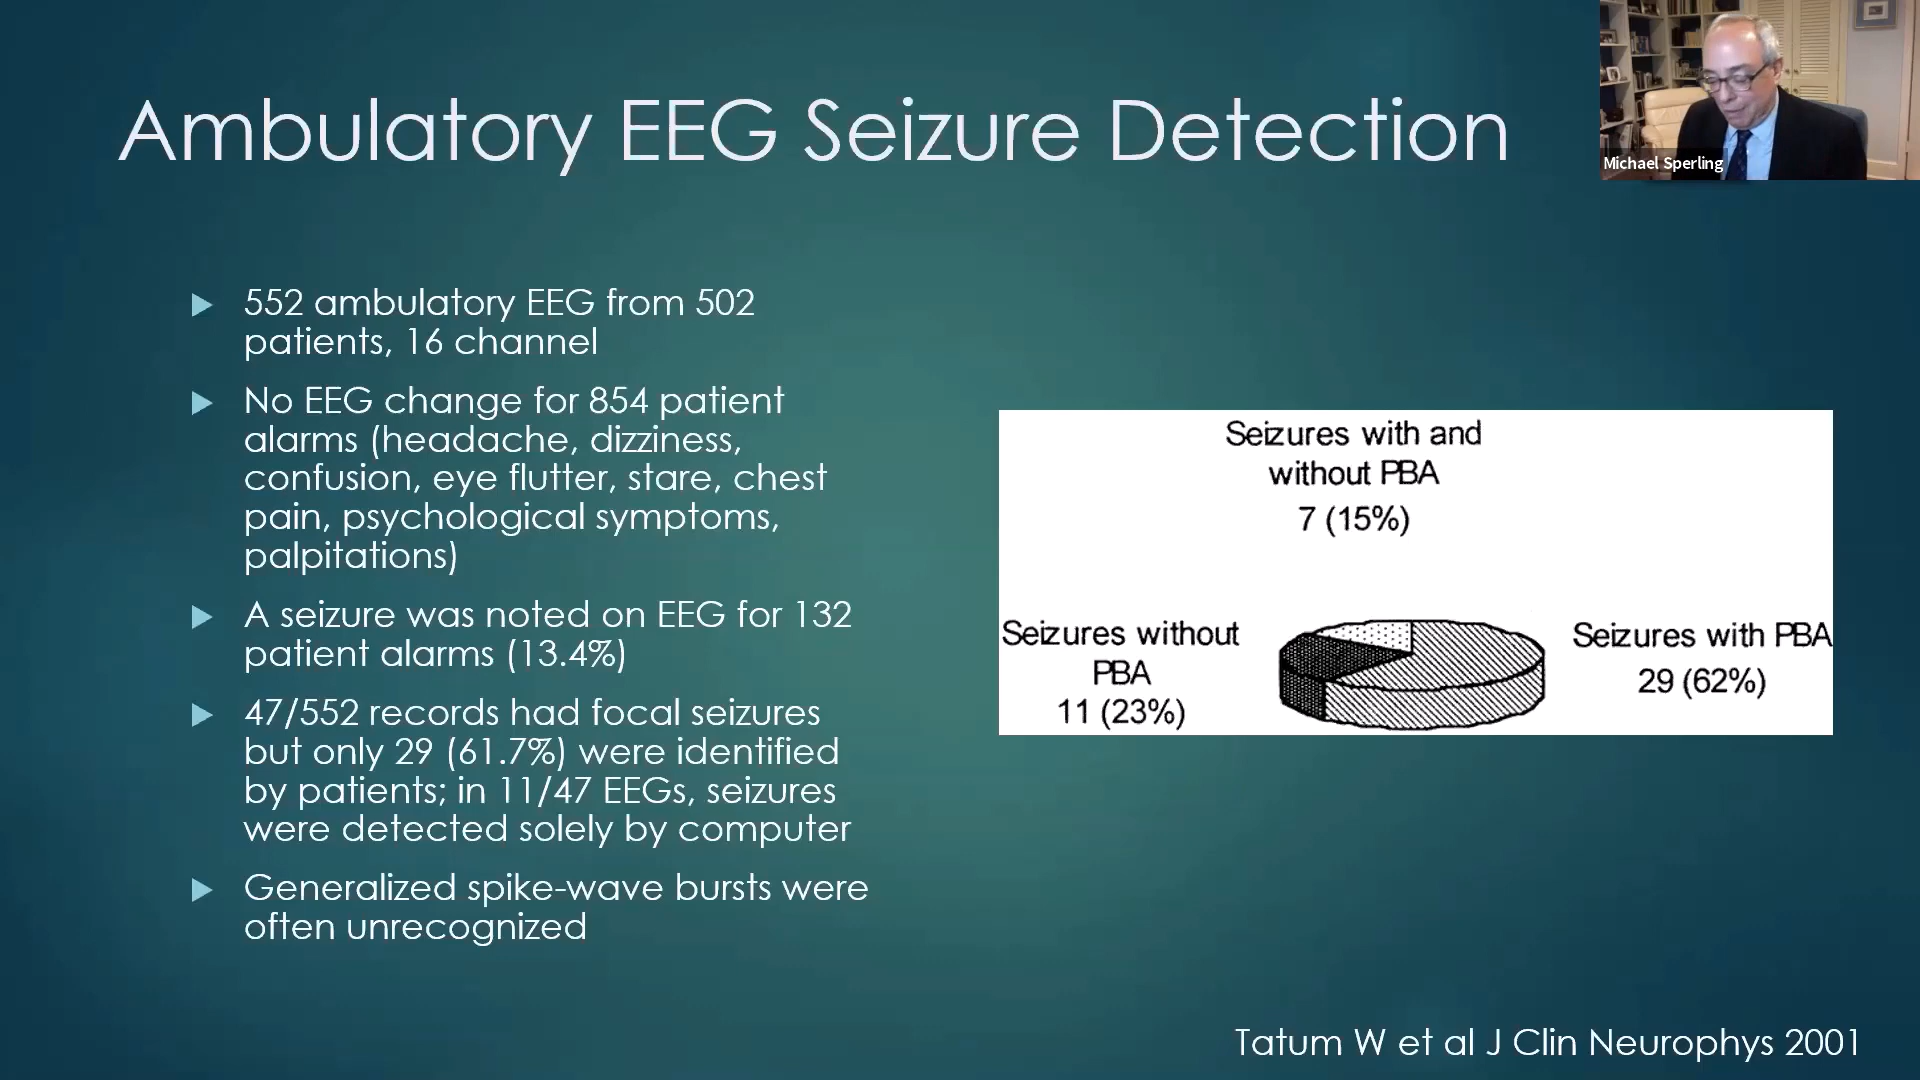 Ambulatory EEG Seizure Detection
Michael Sperling
552 ambulatory EEG from 502
patients, 16 channel
No EEG change for 854 patient
alarms (headache, dizziness,
confusion, eye flutter, stare, chest
pain, psychological symptoms,
palpitations)
A seizure was noted on EEG for 132
patient alarms (13.4%)
47/552 records had focal seizures
but only 29 (61.7%) were identified
by patients; in 11/47 EEGs, seizures
were detected solely by computer
Generalized spike-wave bursts were
often unrecognized
Seizures with and
without PBA
7 (15%)
Seizures without
PBA
11 (23%)
Seizures with PBA
29 (62%)
Tatum W et al J Clin Neurophys 2001